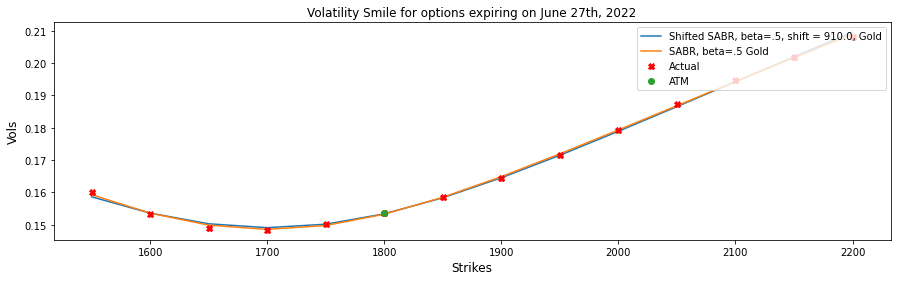 Volatility Smile for options expiring on June 27th, 2022
Shifted SABR, beta=.5, shift = 910.0, Gold
SABR, beta=.5 Gold
Actual
ATM
0.21
0.20
0.19
0.18
0.17
0.16
0.15
Vols
1600
1700
1800
1900
2000
2100
2200
Strikes